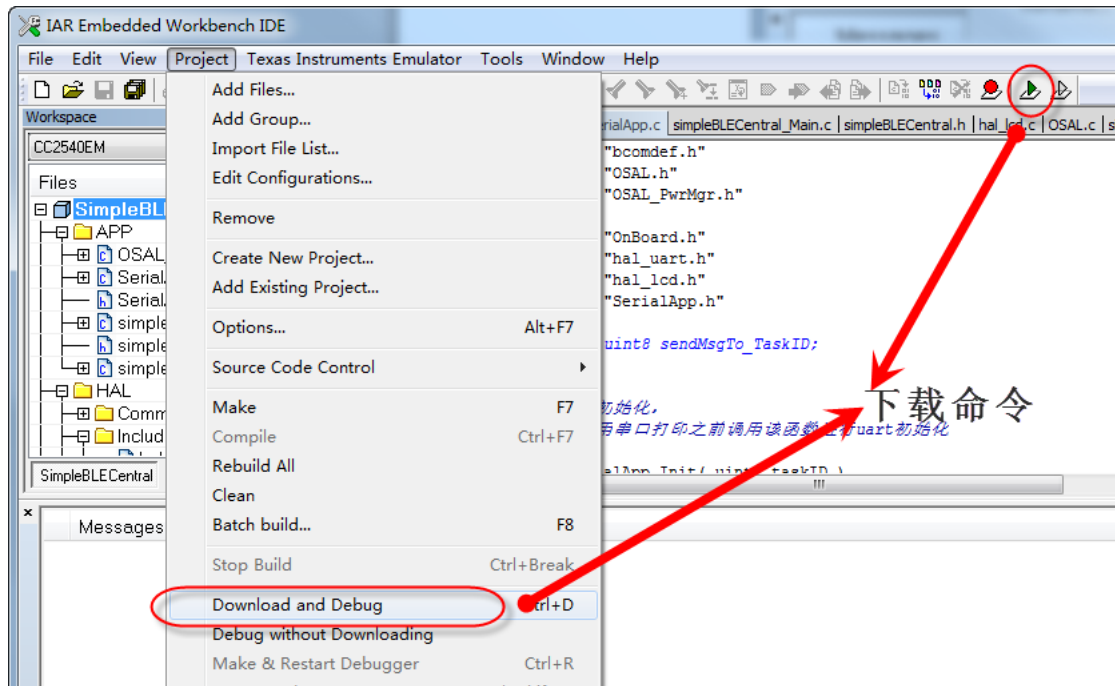 IAR Embedded Workbench IDE
File Edit View Project Texas Instruments Emulator Tools Window Help
Workspace
CC2540EM
Files
SimpleBL
APP
OSAL_
Serial
Serial
simple
simple
simple
HAL
Comm
Includ
SimpleBLECentral
Add Files...
Add Group...
Import File List...
Edit Configurations...
Remove
Create New Project...
Add Existing Project...
Options... Alt+F7
Source Code Control
Make F7
Compile Ctrl+F7
Rebuild All
Clean
Batch build... F8
Stop Build Ctrl+Break
Download and Debug Ctrl+D
Debug without Downloading
Make & Restart Debugger Ctrl+R
rialApp.c simpleBLECentral_Main.c simpleBLECentral.h hal_lcd.c OSAL.c s
"bcomdef.h"
"OSAL.h"
"OSAL_PwrMgr.h"
"OnBoard.h"
"hal_uart.h"
"hal_lcd.h"
"SerialApp.h"
uint8 sendMsgTo_TaskID;
初始化,
用串口打印之前调用该函数进行uart初始化
下载命令
Messages